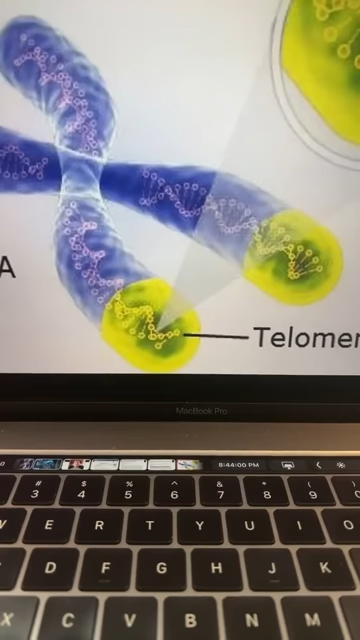 A
Telomer
MacBook Pro
8:44:00 PM
# $ % ^ & * (
3 4 5 6 7 8 9
W E R T Y U I O
D F G H J K
X C V B N M